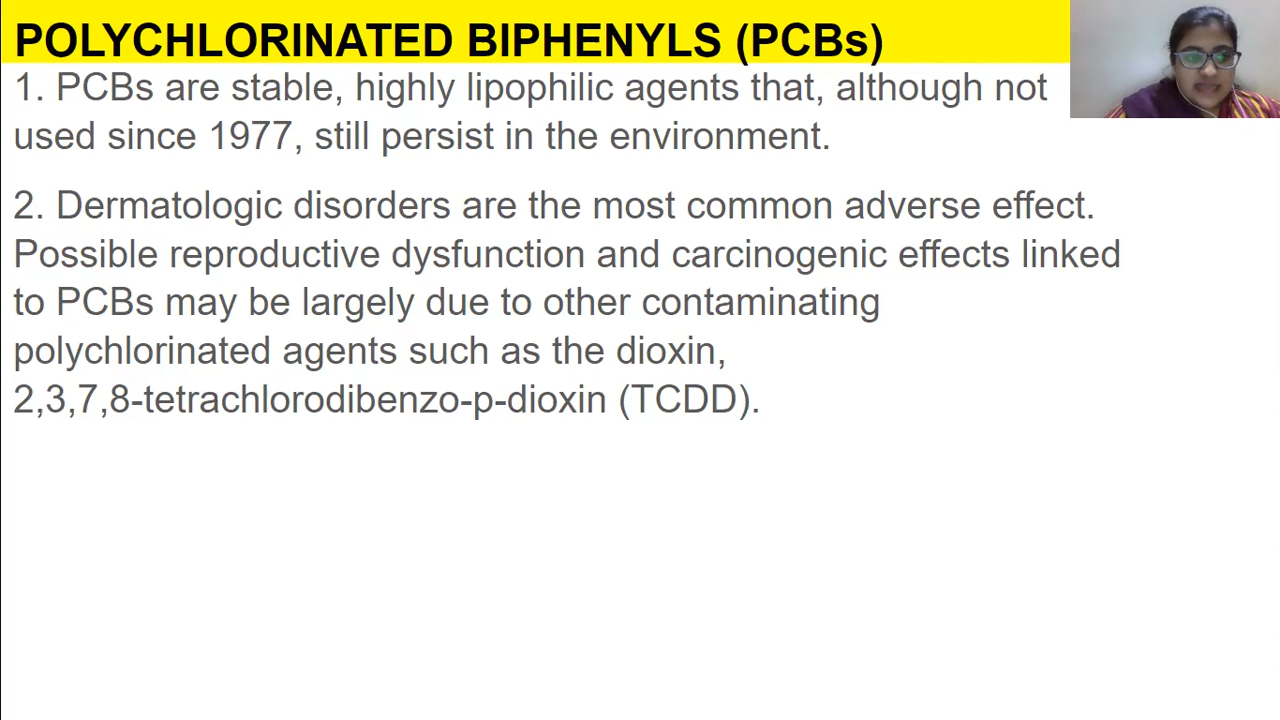 POLYCHLORINATED BIPHENYLS (PCBs)
1. PCBs are stable, highly lipophilic agents that, although not
used since 1977, still persist in the environment.
2. Dermatologic disorders are the most common adverse effect.
Possible reproductive dysfunction and carcinogenic effects linked
to PCBs may be largely due to other contaminating
polychlorinated agents such as the dioxin,
2,3,7,8-tetrachlorodibenzo-p-dioxin (TCDD).